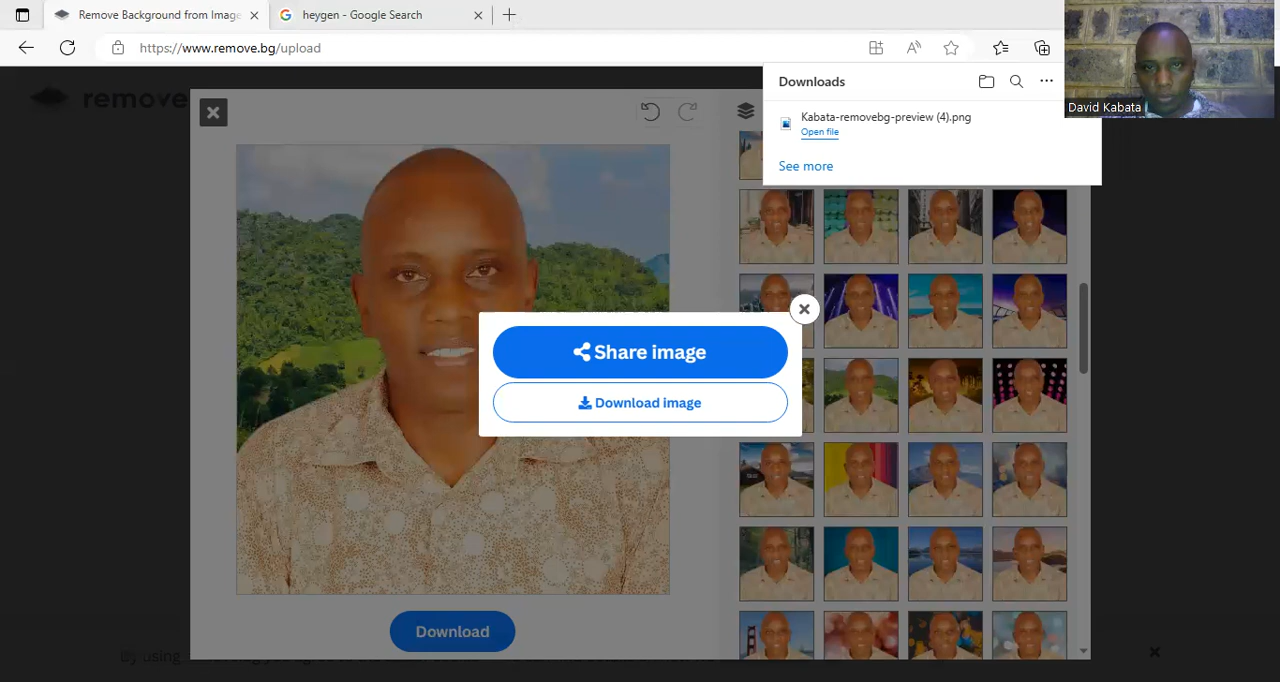 Remove Background from Image
heygen - Google Search
https://www.remove.bg/upload
Downloads
David Kabata
Kabata-removebg-preview (4).png
Open file
See more
remove
Share image
Download image
Download